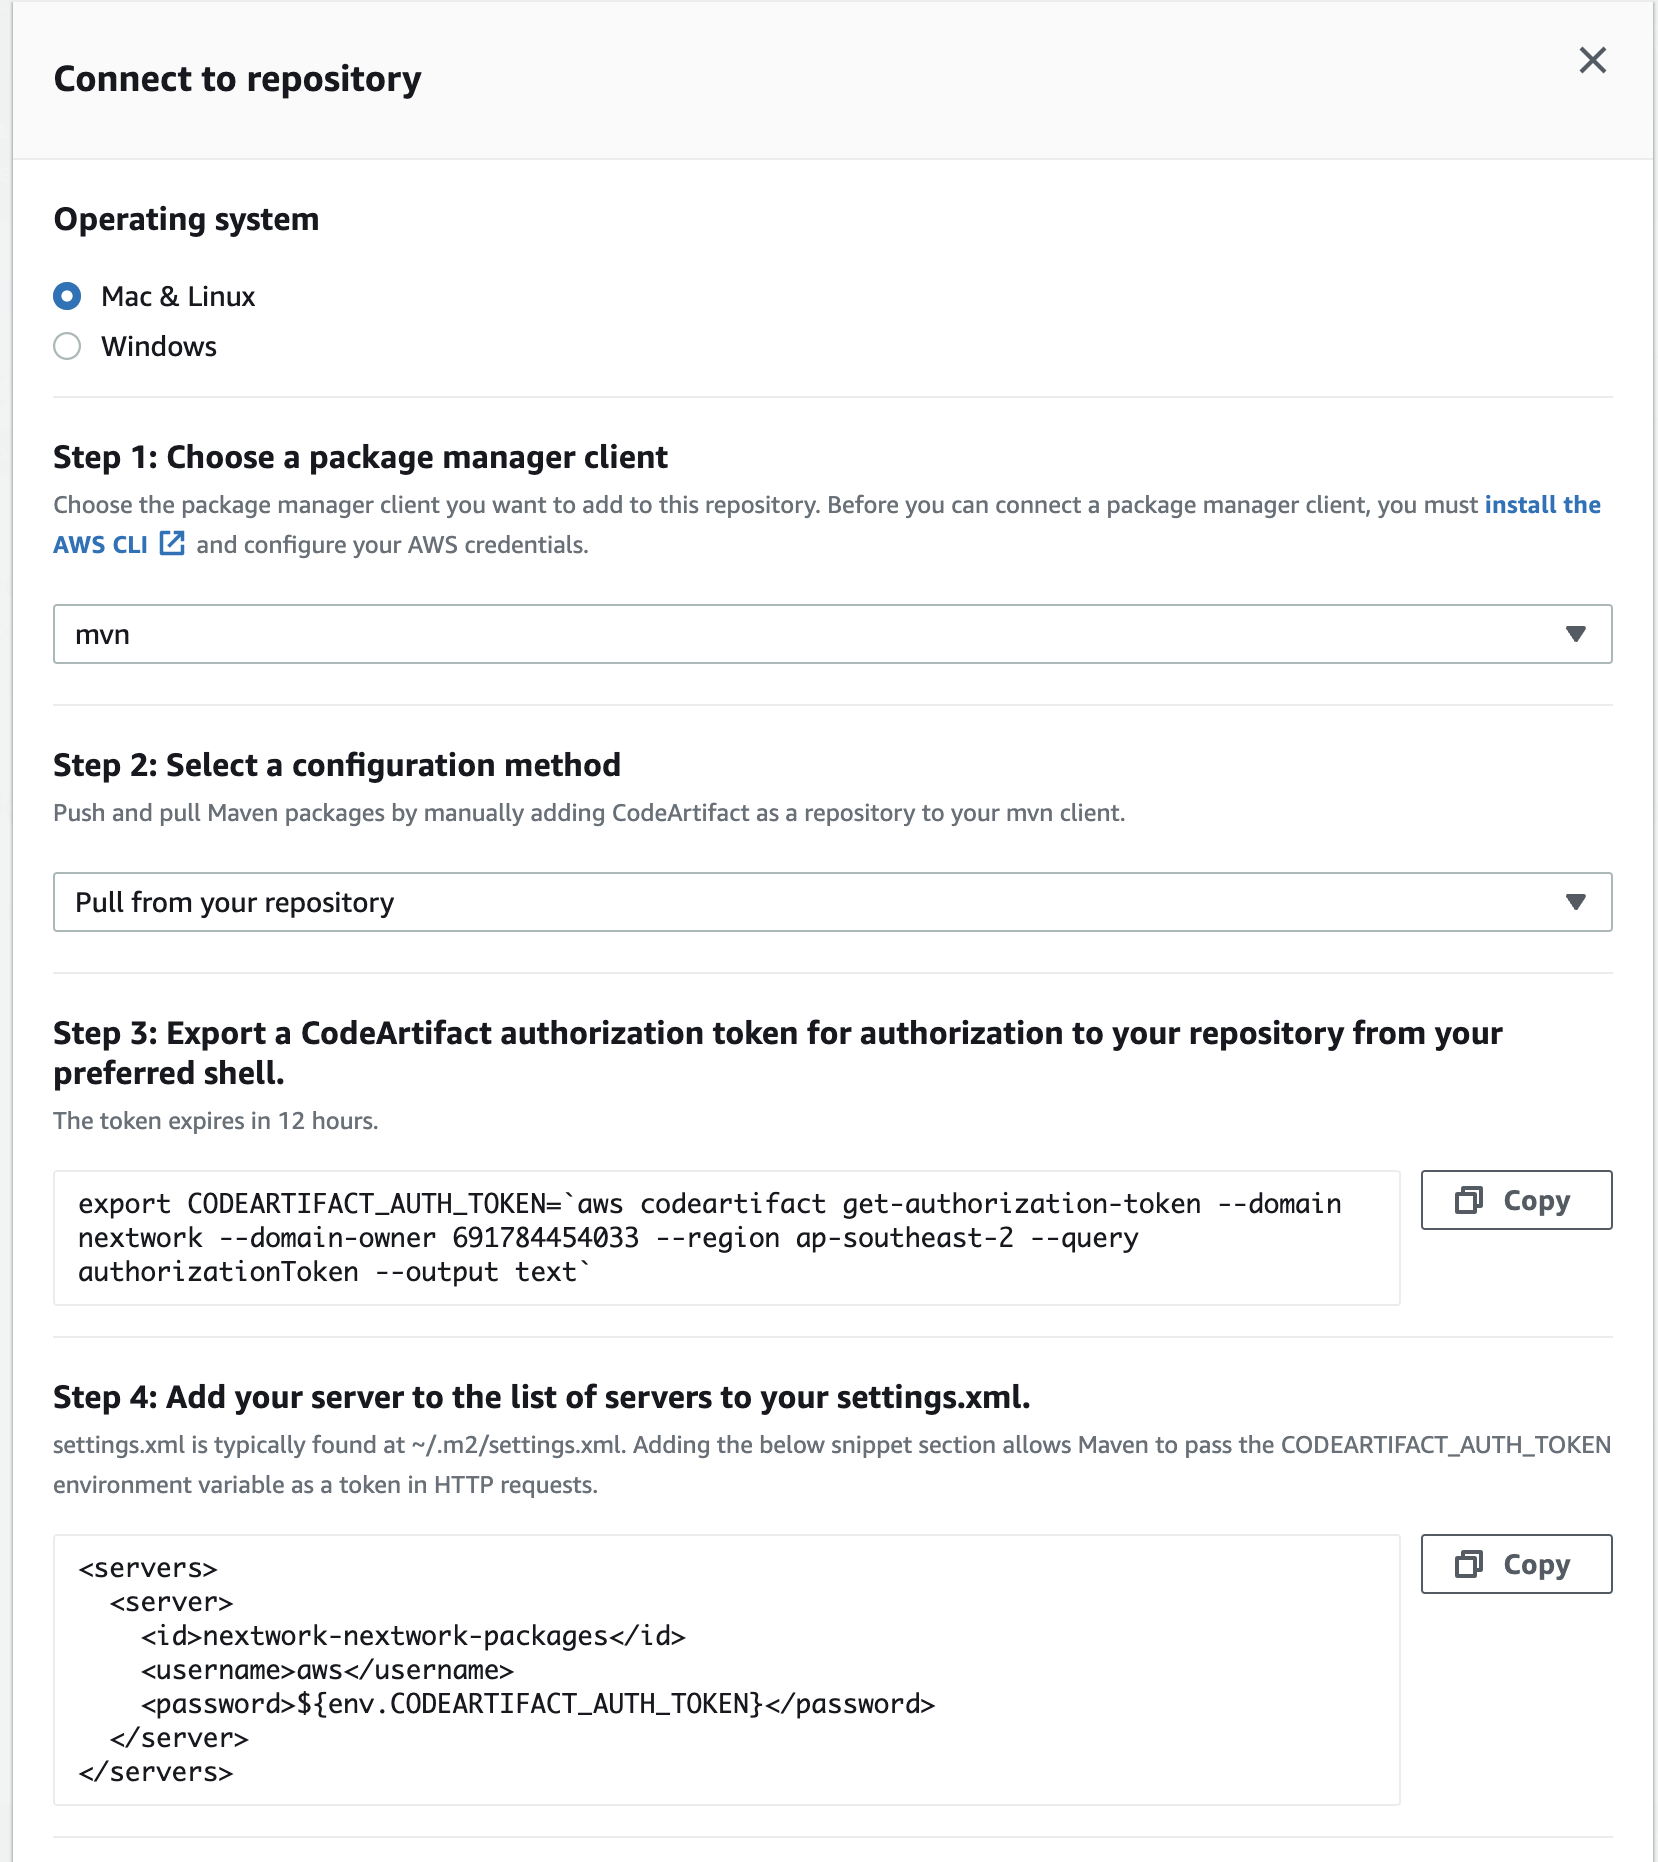 Connect to repository
Operating system
Mac & Linux
Windows
Step 1: Choose a package manager client
Choose the package manager client you want to add to this repository. Before you can connect a package manager client, you must install the
AWS CLI and configure your AWS credentials.
mvn
Step 2: Select a configuration method
Push and pull Maven packages by manually adding CodeArtifact as a repository to your mvn client.
Pull from your repository
Step 3: Export a CodeArtifact authorization token for authorization to your repository from your
preferred shell.
The token expires in 12 hours.
export CODEARTIFACT_AUTH_TOKEN=`aws codeartifact get-authorization-token --domain
nextwork --domain-owner 691784454033 --region ap-southeast-2 --query
authorizationToken --output text`
Copy
Step 4: Add your server to the list of servers to your settings.xml.
settings.xml is typically found at ~/.m2/settings.xml. Adding the below snippet section allows Maven to pass the CODEARTIFACT_AUTH_TOKEN
environment variable as a token in HTTP requests.
<servers>
  <server>
    <id>nextwork-nextwork-packages</id>
    <username>aws</username>
    <password>${env.CODEARTIFACT_AUTH_TOKEN}</password>
  </server>
</servers>
Copy